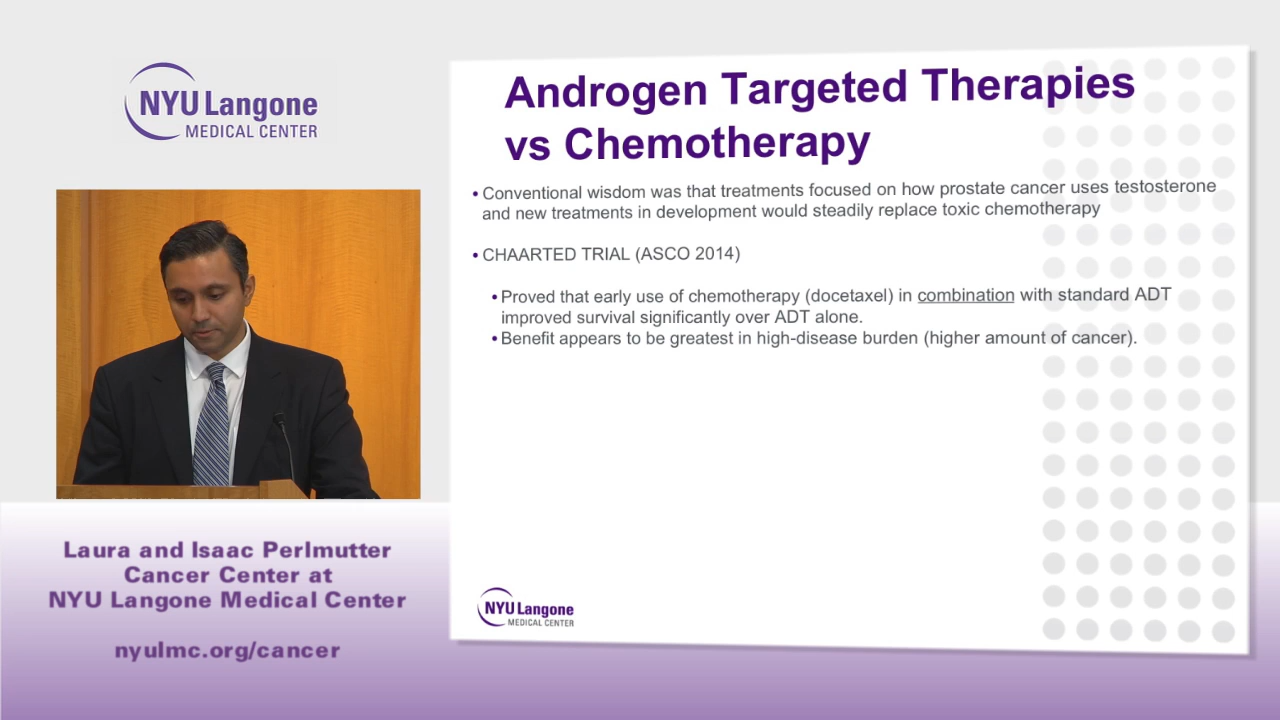 NYU Langone
MEDICAL CENTER
Androgen Targeted Therapies
vs Chemotherapy
• Conventional wisdom was that treatments focused on how prostate cancer uses testosterone
and new treatments in development would steadily replace toxic chemotherapy
• CHAARTED TRIAL (ASCO 2014)
• Proved that early use of chemotherapy (docetaxel) in combination with standard ADT
improved survival significantly over ADT alone.
• Benefit appears to be greatest in high-disease burden (higher amount of cancer).
NYU Langone
MEDICAL CENTER
Laura and Isaac Perlmutter
Cancer Center at
NYU Langone Medical Center
nyulmc.org/cancer